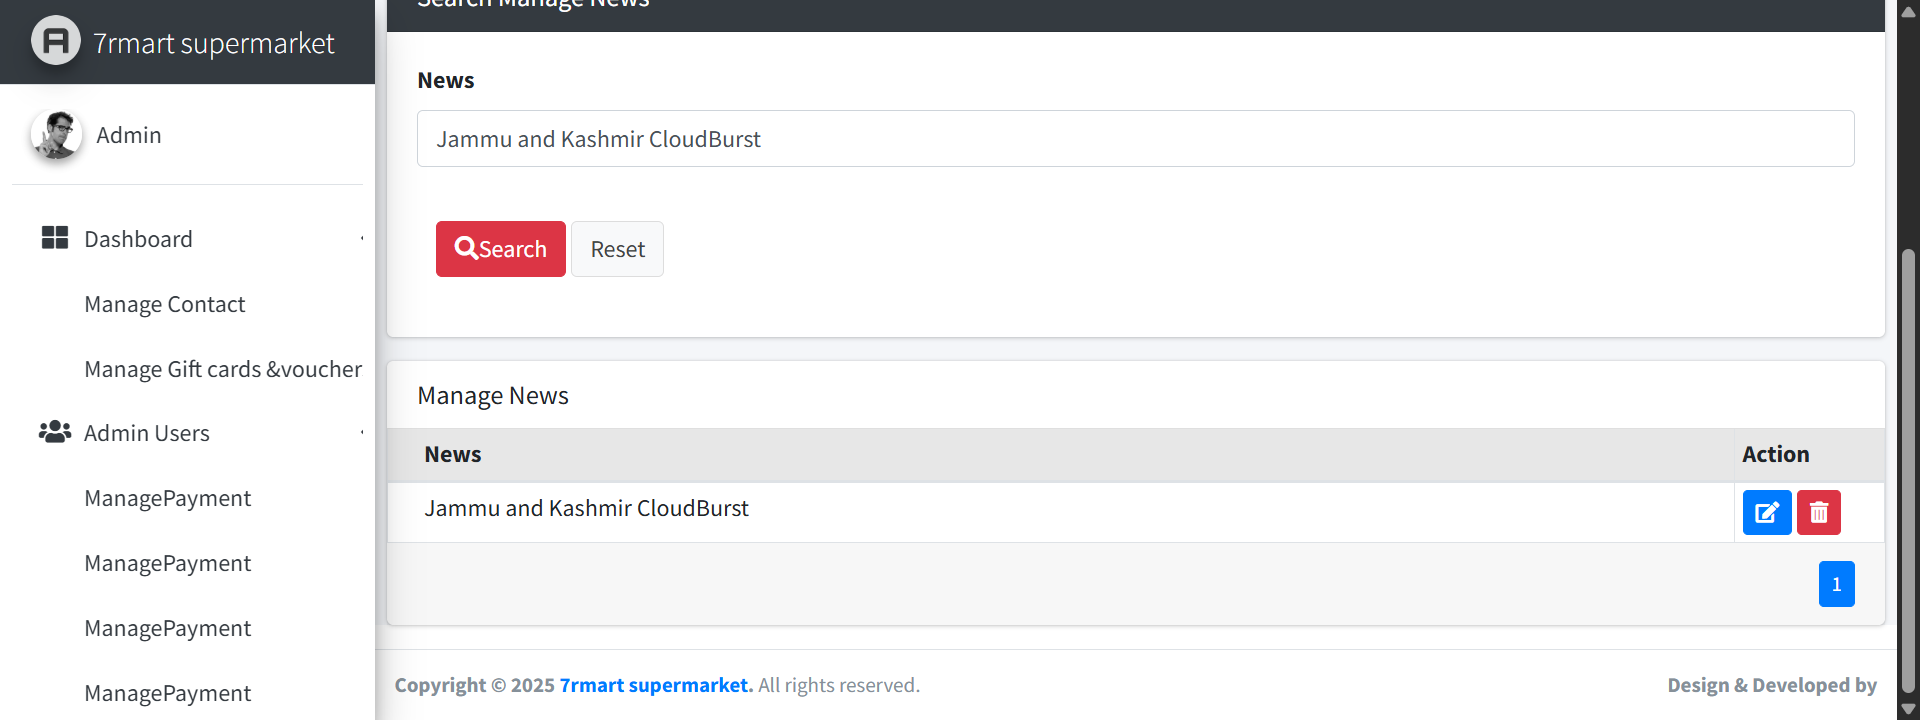 7rmart supermarket
Admin
Dashboard
Manage Contact
Manage Gift cards &voucher
Admin Users
ManagePayment
ManagePayment
ManagePayment
ManagePayment
Search Manage News
News
Jammu and Kashmir CloudBurst
Search
Reset
Manage News
News Action
Jammu and Kashmir CloudBurst
1
Copyright © 2025 7rmart supermarket. All rights reserved.
Design & Developed by